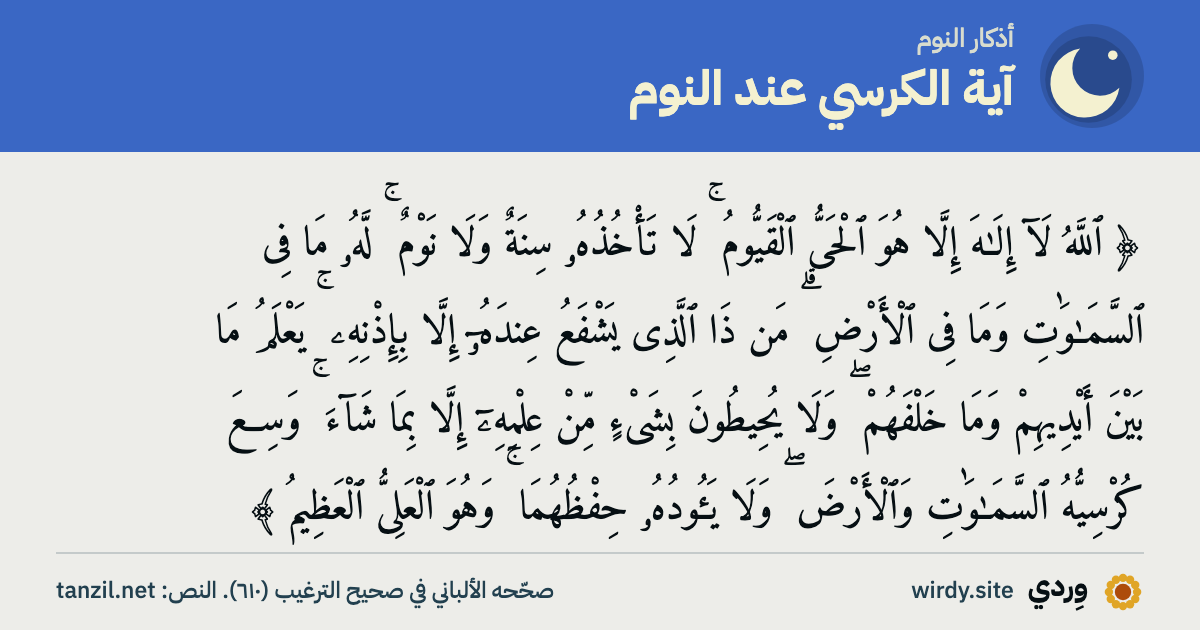 أذكار النوم
آية الكرسي عند النوم
﴿ ٱللَّهُ لَآ إِلَـٰهَ إِلَّا هُوَ ٱلْحَىُّ ٱلْقَيُّومُ ۚ لَا تَأْخُذُهُۥ سِنَةٌ وَلَا نَوْمٌ ۚ لَّهُۥ مَا فِى
ٱلسَّمَـٰوَٰتِ وَمَا فِى ٱلْأَرْضِ ۗ مَن ذَا ٱلَّذِى يَشْفَعُ عِندَهُۥٓ إِلَّا بِإِذْنِهِۦ ۚ يَعْلَمُ مَا
بَيْنَ أَيْدِيهِمْ وَمَا خَلْفَهُمْ ۖ وَلَا يُحِيطُونَ بِشَىْءٍ مِّنْ عِلْمِهِۦٓ إِلَّا بِمَا شَآءَ ۚ وَسِعَ
كُرْسِيُّهُ ٱلسَّمَـٰوَٰتِ وَٱلْأَرْضَ ۖ وَلَا يَـُٔودُهُۥ حِفْظُهُمَا ۚ وَهُوَ ٱلْعَلِىُّ ٱلْعَظِيمُ ﴾
وِردي wirdy.site
صحّحه الألباني في صحيح الترغيب (٦١٠). النص: tanzil.net